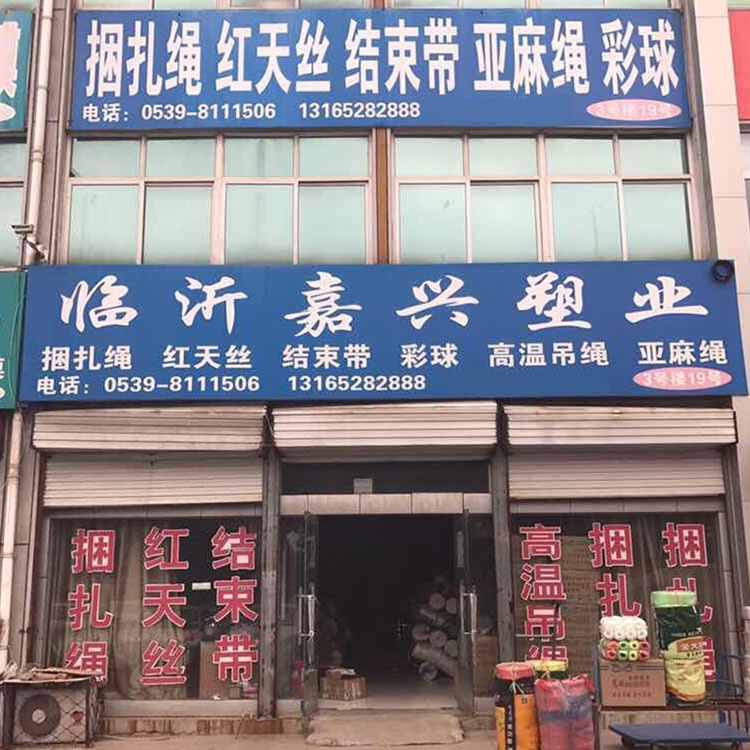 捆扎绳 红天丝 结束带 亚麻绳 彩球
电话：0539-8111506 13165282888
3号楼19号
临沂嘉兴塑业
捆扎绳 红天丝 结束带 彩球 高温吊绳 亚麻绳
电话：0539-8111506 13165282888
3号楼19号
捆扎绳
红天丝
结束带
高温吊绳
捆扎
捆扎绳